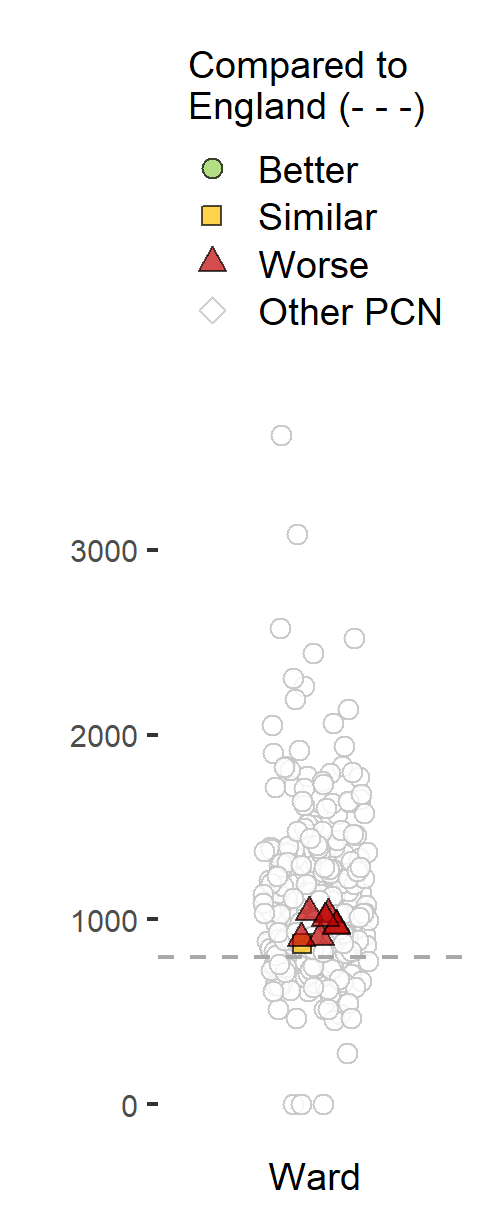 Compared to
England (- - -)
Better
Similar
Worse
Other PCN
3000
2000
1000
0
Ward